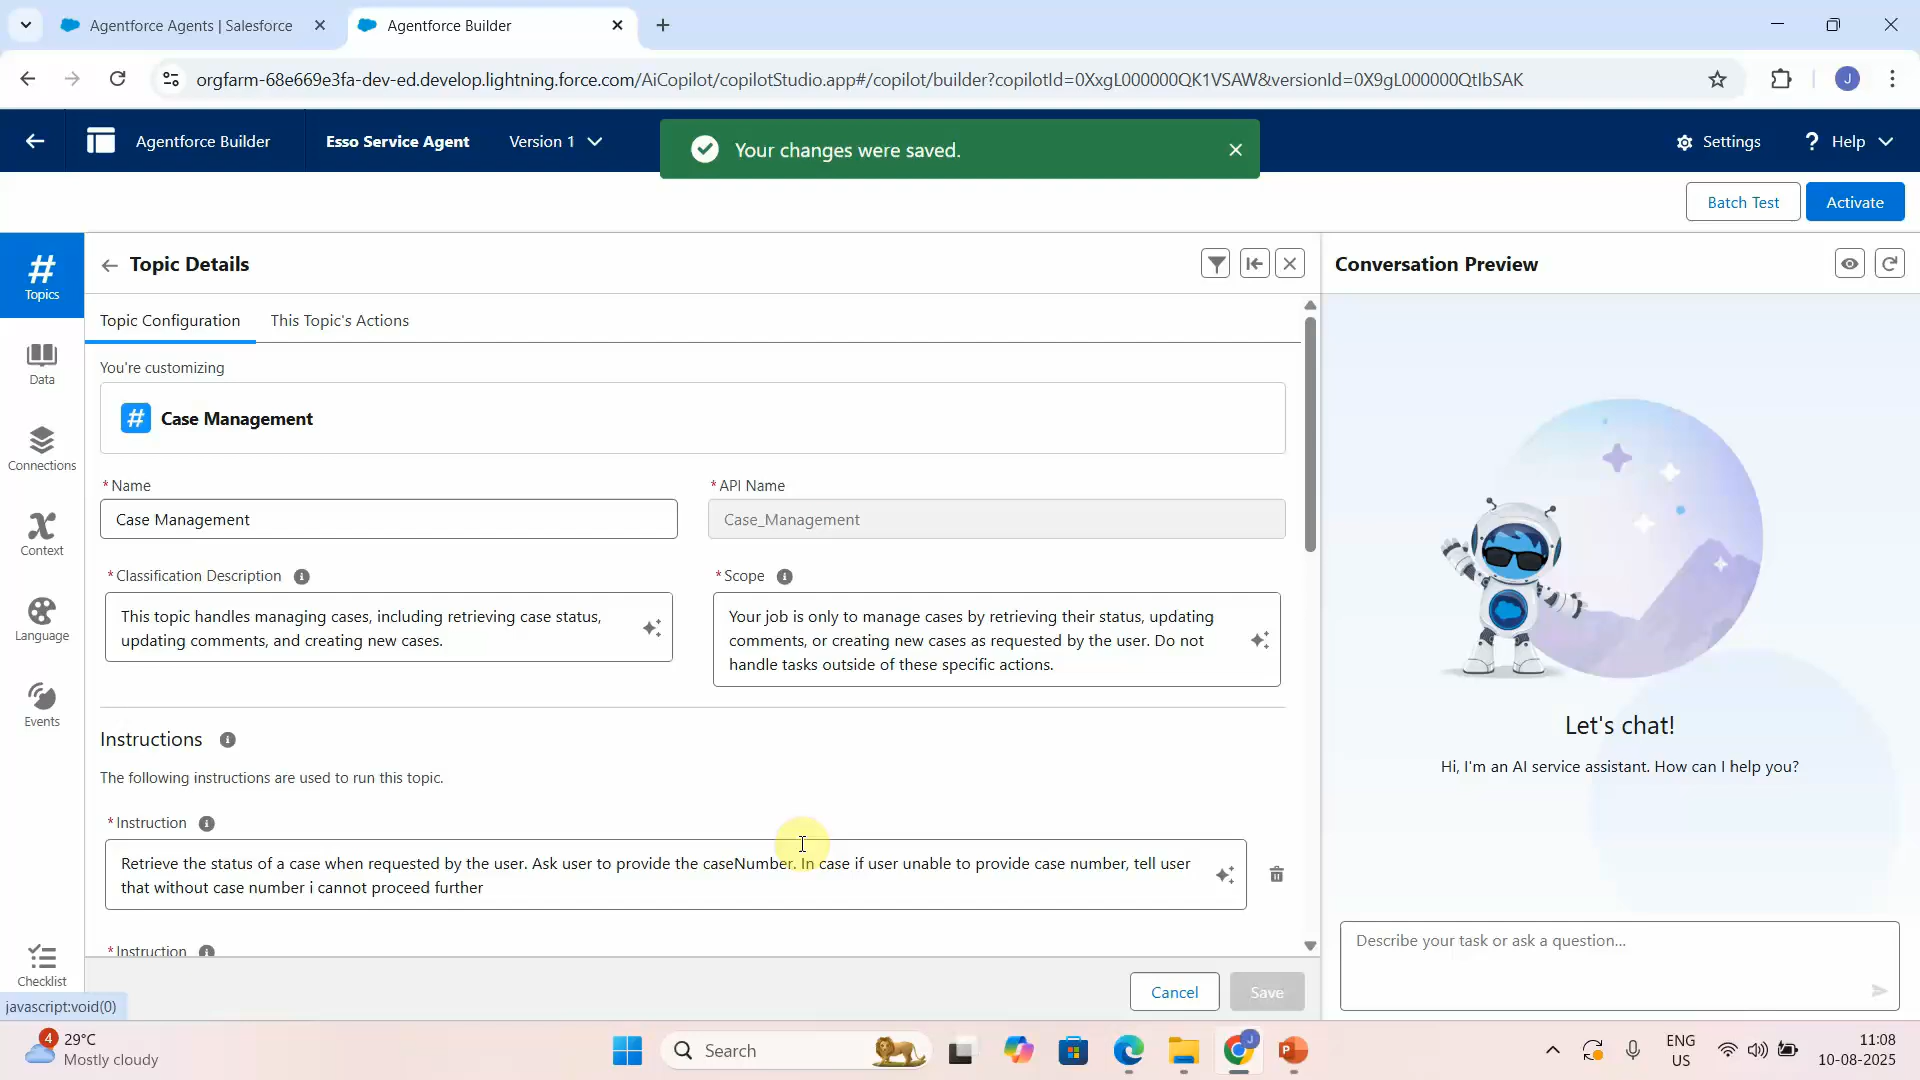 Agentforce Agents | Salesforce
Agentforce Builder
orgfarm-68e669e3fa-dev-ed.develop.lightning.force.com/AiCopilot/copilotStudio.app#/copilot/builder?copilotId=0XxgL000000QK1VSAW&versionId=0X9gL000000QtIbSAK
J
Agentforce Builder
Esso Service Agent
Version 1
Your changes were saved.
Settings
? Help
Batch Test
Activate
# Topics
Data
Connections
Context
Language
Events
Checklist
Topic Details
Topic Configuration
This Topic's Actions
You're customizing
# Case Management
* Name
Case Management
* API Name
Case_Management
* Classification Description
This topic handles managing cases, including retrieving case status,
updating comments, and creating new cases.
* Scope
Your job is only to manage cases by retrieving their status, updating
comments, or creating new cases as requested by the user. Do not
handle tasks outside of these specific actions.
Instructions
The following instructions are used to run this topic.
* Instruction
Retrieve the status of a case when requested by the user. Ask user to provide the caseNumber. In case if user unable to provide case number, tell user
that without case number i cannot proceed further
* Instruction
Cancel
Save
Conversation Preview
Let's chat!
Hi, I'm an AI service assistant. How can I help you?
Describe your task or ask a question...
javascript:void(0)
4
29°C
Mostly cloudy
Search
J
ENG
US
11:08
10-08-2025